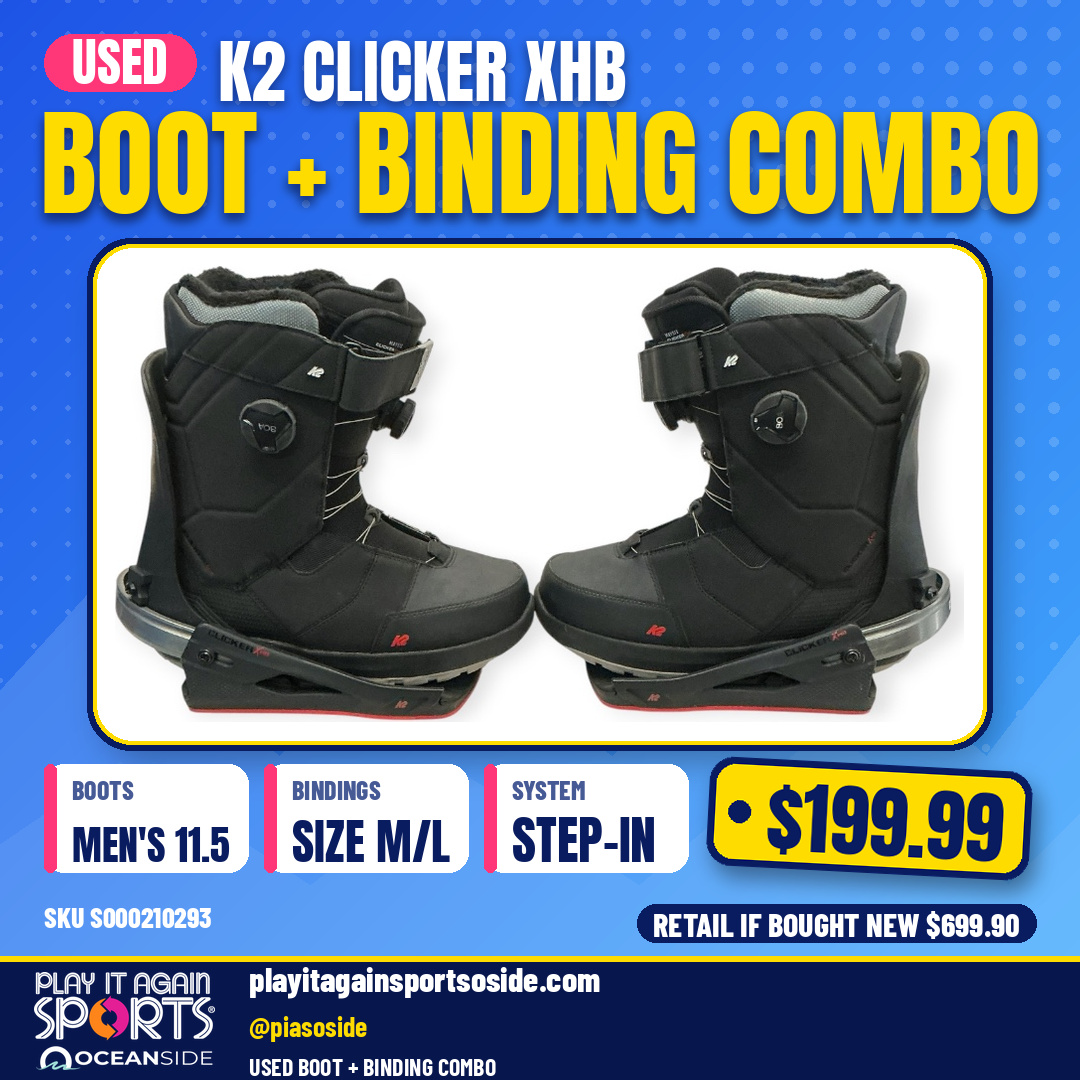 USED
K2 CLICKER XHB
BOOT + BINDING COMBO
K2
BOA
K2
CLICKER X HB
K2
K2
BO
K2
CLICKER X HB
K2
BOOTS
MEN'S 11.5
BINDINGS
SIZE M/L
SYSTEM
STEP-IN
$199.99
SKU S000210293
RETAIL IF BOUGHT NEW $699.90
PLAY IT AGAIN
SPORTS®
OCEANSIDE
playitagainsportsoside.com
@piasoside
USED BOOT + BINDING COMBO